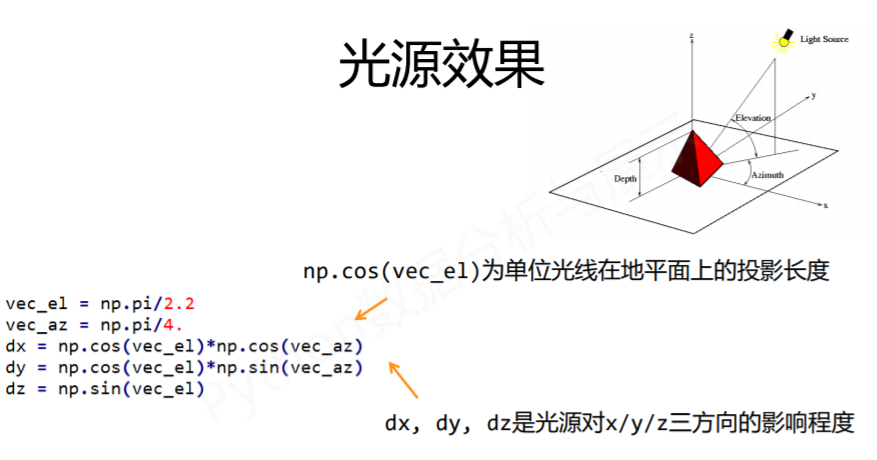 光源效果
z
Light Source
y
Elevation
Depth
Azimuth
x
np.cos(vec_el)为单位光线在地平面上的投影长度
vec_el = np.pi/2.2
vec_az = np.pi/4.
dx = np.cos(vec_el)*np.cos(vec_az)
dy = np.cos(vec_el)*np.sin(vec_az)
dz = np.sin(vec_el)
dx, dy, dz是光源对x/y/z三方向的影响程度
Python数据分析与展示